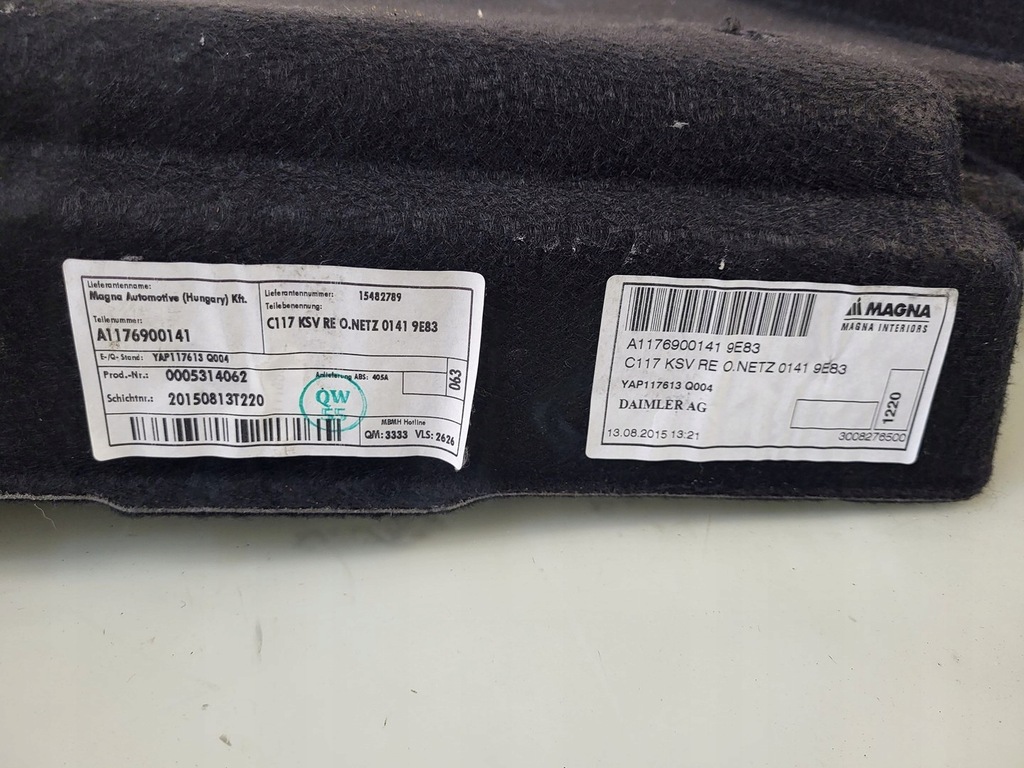 Lieferantenname:
Magna Automotive (Hungary) Kft.
Lieferantennummer: 15482789
Teilebenennung:
C117 KSV RE O.NETZ 0141 9E83
Teilenummer:
A1176900141
E-/Q- Stand: YAP117613 Q004
Prod.-Nr.: 0005314062
Anlieferung ABS: 405A
063
Schichtnr.: 20150813T220
QW
55
MBMH Hotline
QM: 3333 VLS: 2626
MAGNA
MAGNA INTERIORS
A1176900141 9E83
C117 KSV RE O.NETZ 0141 9E83
YAP117613 Q004
DAIMLER AG
1220
13.08.2015 13:21
3008276500